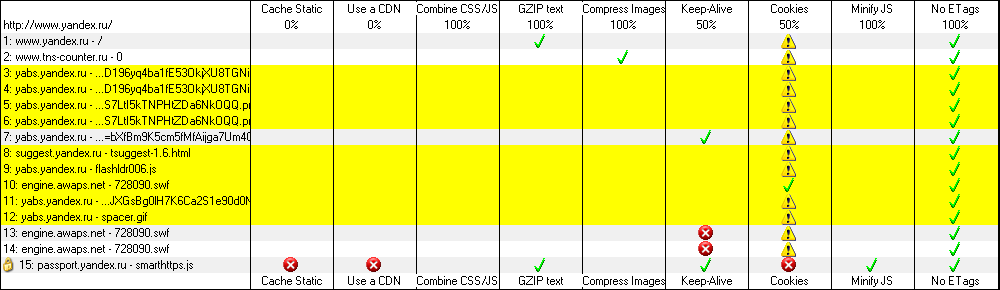 Cache Static Use a CDN Combine CSS/JS GZIP text Compress Images Keep-Alive Cookies Minify JS No ETags
http://www.yandex.ru/ 0% 0% 100% 100% 100% 50% 50% 100% 100%
1: www.yandex.ru - /
2: www.tns-counter.ru - 0
3: yabs.yandex.ru - ...D196yq4ba1fE53OkjXU8TGNi
4: yabs.yandex.ru - ...D196yq4ba1fE53OkjXU8TGNi
5: yabs.yandex.ru - ...S7LtI5kTNPHtZDa6NkOQQ.pr
6: yabs.yandex.ru - ...S7LtI5kTNPHtZDa6NkOQQ.pr
7: yabs.yandex.ru - ...=bXfBm9K5cm5fMfAijga7Um40
8: suggest.yandex.ru - tsuggest-1.6.html
9: yabs.yandex.ru - flashldr006.js
10: engine.awaps.net - 728090.swf
11: yabs.yandex.ru - ...JXGsBg0lH7K6Ca2S1e90d0N
12: yabs.yandex.ru - spacer.gif
13: engine.awaps.net - 728090.swf
14: engine.awaps.net - 728090.swf
15: passport.yandex.ru - smarthttps.js
Cache Static Use a CDN Combine CSS/JS GZIP text Compress Images Keep-Alive Cookies Minify JS No ETags